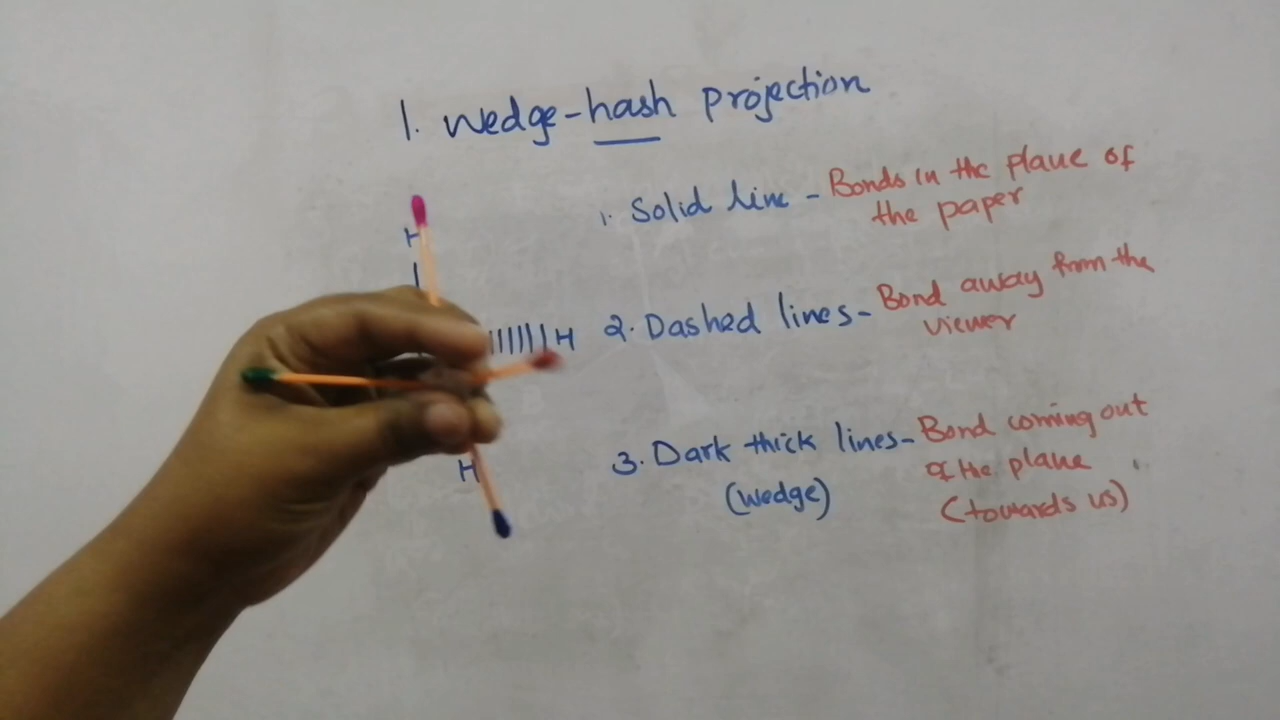 1. Wedge-hash projection
1. Solid line - Bonds in the plane of
the paper
H
2. Dashed lines - Bond away from the
viewer
H
3. Dark thick lines - Bond coming out
of the plane
(wedge)
(towards us)
H